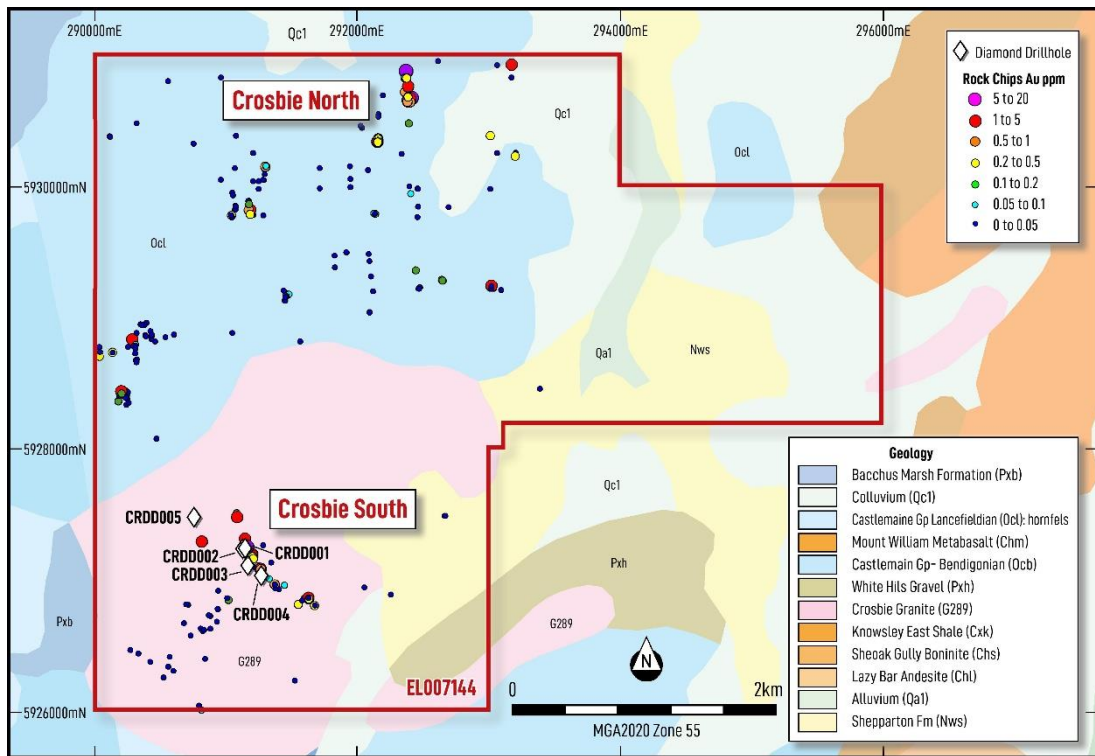 290000mE
292000mE
294000mE
296000mE
Qc1
Diamond Drillhole
Rock Chips Au ppm
5 to 20
1 to 5
0.5 to 1
0.2 to 0.5
0.1 to 0.2
0.05 to 0.1
0 to 0.05
Crosbie North
Qc1
Ocl
5930000mN
Ocl
Qa1
Nws
5928000mN
Crosbie South
CRDD005
CRDD002
CRDD001
CRDD003
CRDD004
Qc1
Pxh
Pxb
G289
G289
EL007144
N
0
2km
MGA2020 Zone 55
5926000mN
Geology
Bacchus Marsh Formation (Pxb)
Colluvium (Qc1)
Castlemaine Gp Lancefieldian (Ocl): hornfels
Mount William Metabasalt (Chm)
Castlemain Gp- Bendigonian (Ocb)
White Hils Gravel (Pxh)
Crosbie Granite (G289)
Knowsley East Shale (Cxk)
Sheoak Gully Boninite (Chs)
Lazy Bar Andesite (Chl)
Alluvium (Qa1)
Shepparton Fm (Nws)